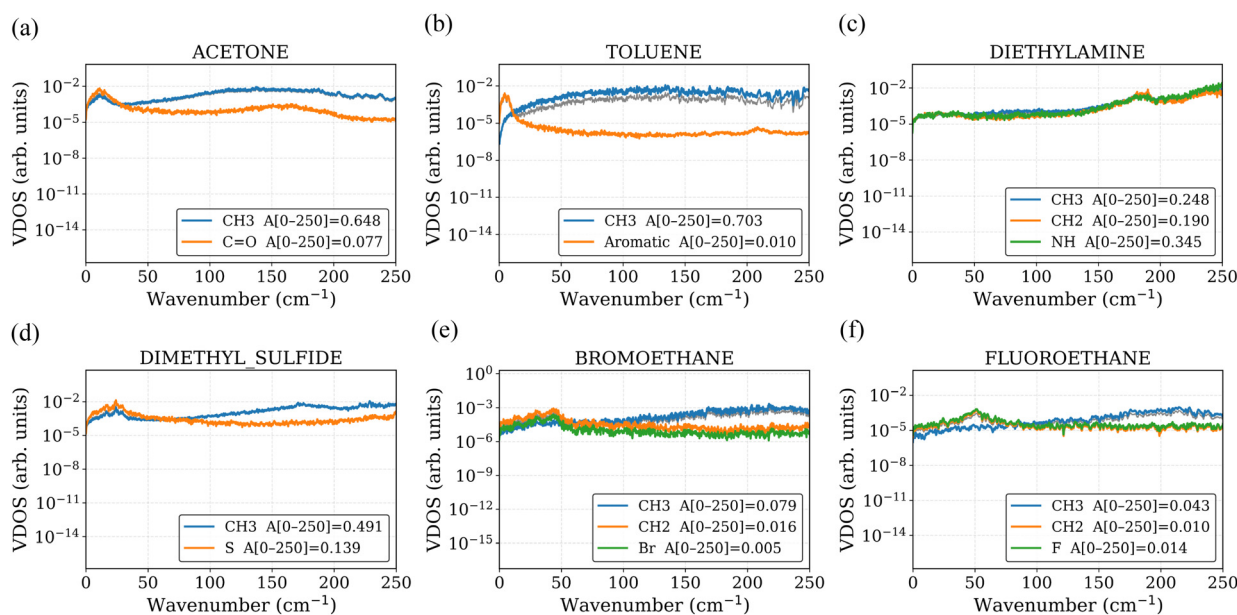 (a)
ACETONE
VDOS (arb. units)
10⁻²
10⁻⁵
10⁻⁸
10⁻¹¹
10⁻¹⁴
CH3 A[0–250]=0.648
C=O A[0–250]=0.077
0 50 100 150 200 250
Wavenumber (cm⁻¹)
(b)
TOLUENE
VDOS (arb. units)
10⁻²
10⁻⁵
10⁻⁸
10⁻¹¹
10⁻¹⁴
CH3 A[0–250]=0.703
Aromatic A[0–250]=0.010
0 50 100 150 200 250
Wavenumber (cm⁻¹)
(c)
DIETHYLAMINE
VDOS (arb. units)
10⁻²
10⁻⁵
10⁻⁸
10⁻¹¹
10⁻¹⁴
CH3 A[0–250]=0.248
CH2 A[0–250]=0.190
NH A[0–250]=0.345
0 50 100 150 200 250
Wavenumber (cm⁻¹)
(d)
DIMETHYL_SULFIDE
VDOS (arb. units)
10⁻²
10⁻⁵
10⁻⁸
10⁻¹¹
10⁻¹⁴
CH3 A[0–250]=0.491
S A[0–250]=0.139
0 50 100 150 200 250
Wavenumber (cm⁻¹)
(e)
BROMOETHANE
VDOS (arb. units)
10⁰
10⁻³
10⁻⁶
10⁻⁹
10⁻¹²
10⁻¹⁵
CH3 A[0–250]=0.079
CH2 A[0–250]=0.016
Br A[0–250]=0.005
0 50 100 150 200 250
Wavenumber (cm⁻¹)
(f)
FLUOROETHANE
VDOS (arb. units)
10⁻²
10⁻⁵
10⁻⁸
10⁻¹¹
10⁻¹⁴
CH3 A[0–250]=0.043
CH2 A[0–250]=0.010
F A[0–250]=0.014
0 50 100 150 200 250
Wavenumber (cm⁻¹)